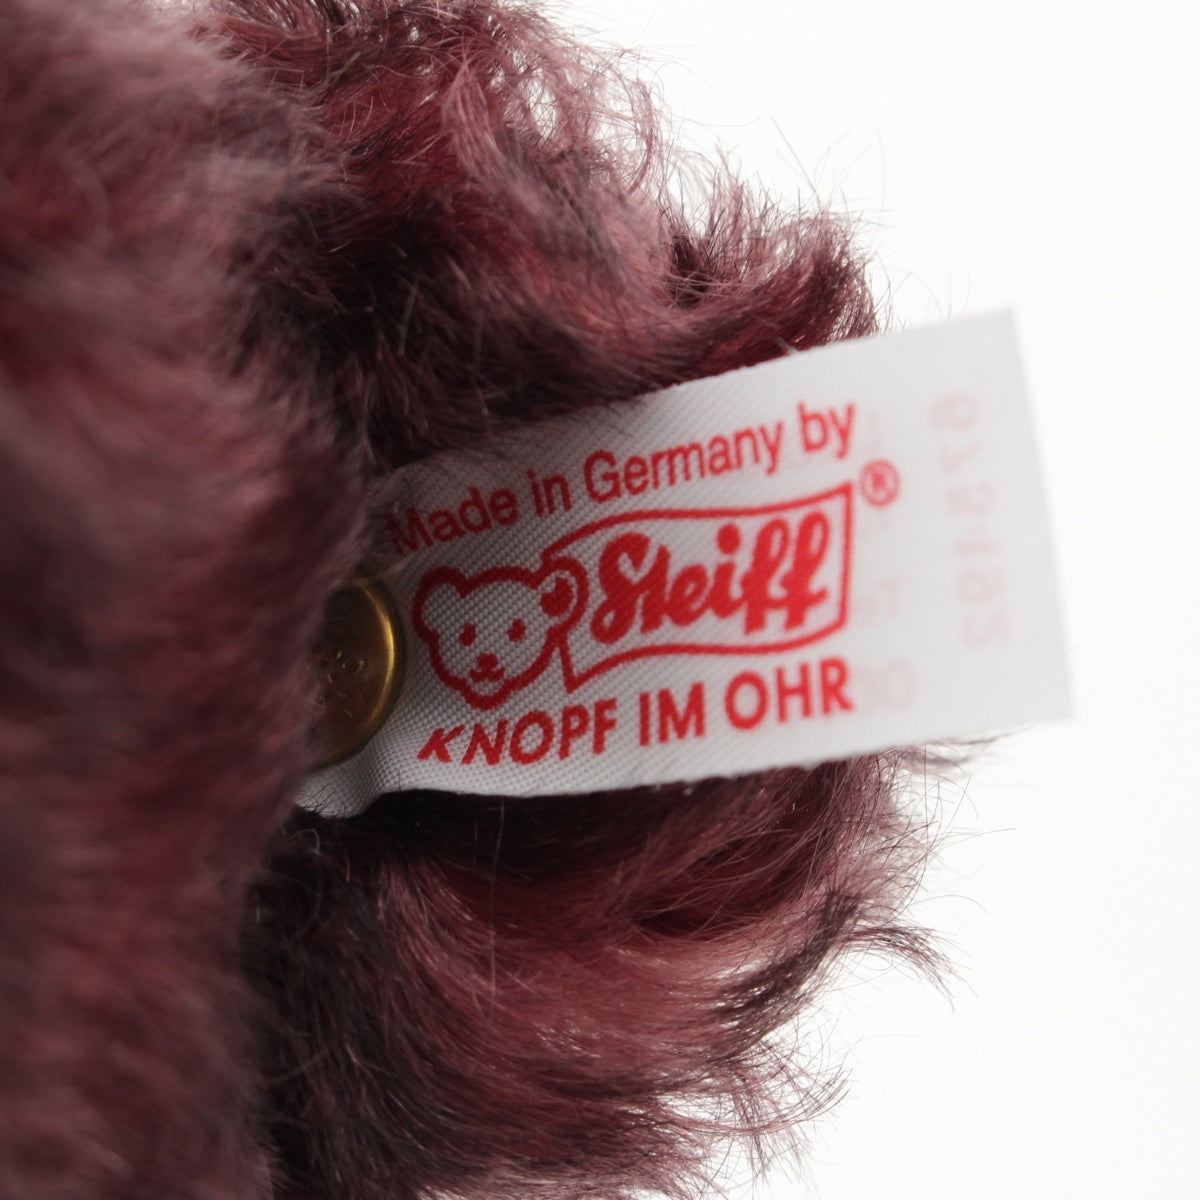 Made in Germany by
Steiff®
KNOPF IM OHR